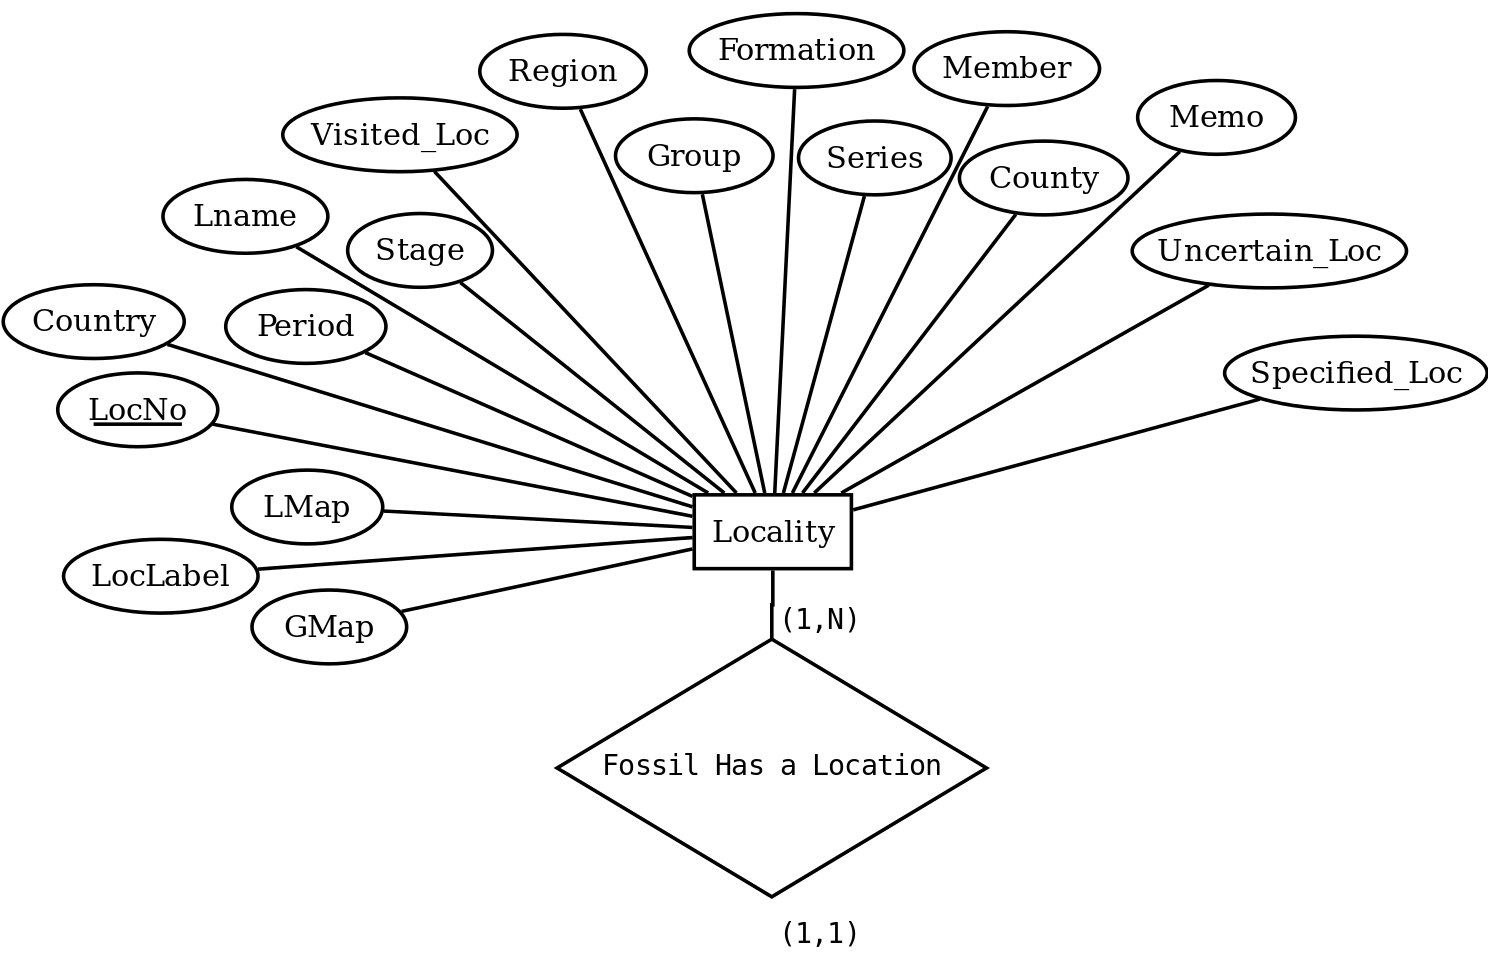 Formation
Member
Region
Memo
Visited_Loc
Group
Series
County
Lname
Stage
Uncertain_Loc
Country
Period
Specified_Loc
LocNo
LMap
Locality
LocLabel
GMap
(1,N)
Fossil Has a Location
(1,1)